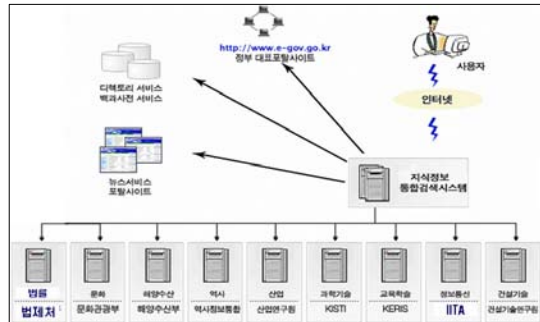 http://www.e-gov.go.kr
정부 대표포탈사이트
사용자
디렉토리 서비스
백과사전 서비스
인터넷
뉴스서비스
포탈사이트
지식정보
통합검색시스템
법률
문화
해양수산
역사
산업
과학기술
교육학술
정보통신
건설기술
법제처
문화관광부
해양수산부
역사정보통합
산업연구원
KISTI
KERIS
IITA
건설기술연구원